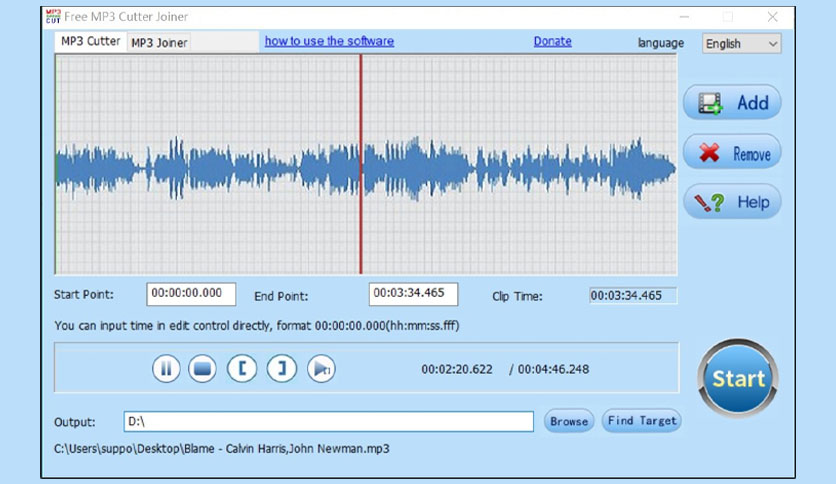 MP3 CUT Free MP3 Cutter Joiner
MP3 Cutter MP3 Joiner how to use the software Donate language English
Add
Remove
Help
Start Point: 00:00:00.000 End Point: 00:03:34.465 Clip Time: 00:03:34.465
You can input time in edit control directly, format 00:00:00.000(hh:mm:ss.fff)
00:02:20.622 / 00:04:46.248
Start
Output: D:\ Browse Find Target
C:\Users\suppo\Desktop\Blame - Calvin Harris,John Newman.mp3